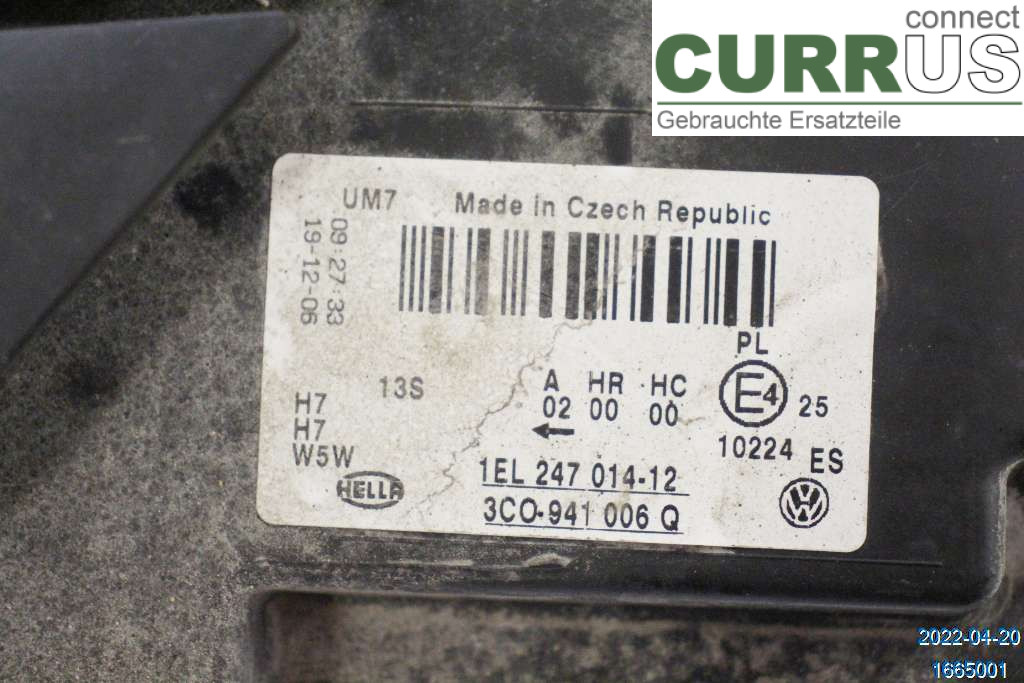 connect
CURRUS
Gebrauchte Ersatzteile
UM7 Made in Czech Republic
09:27:33
19-12-06
PL
13S
A HR HC
02 00 00
E4 25
H7
H7
W5W
10224 ES
HELLA
1EL 247 014-12
3CO-941 006 Q
VW
2022-04-20
1665001